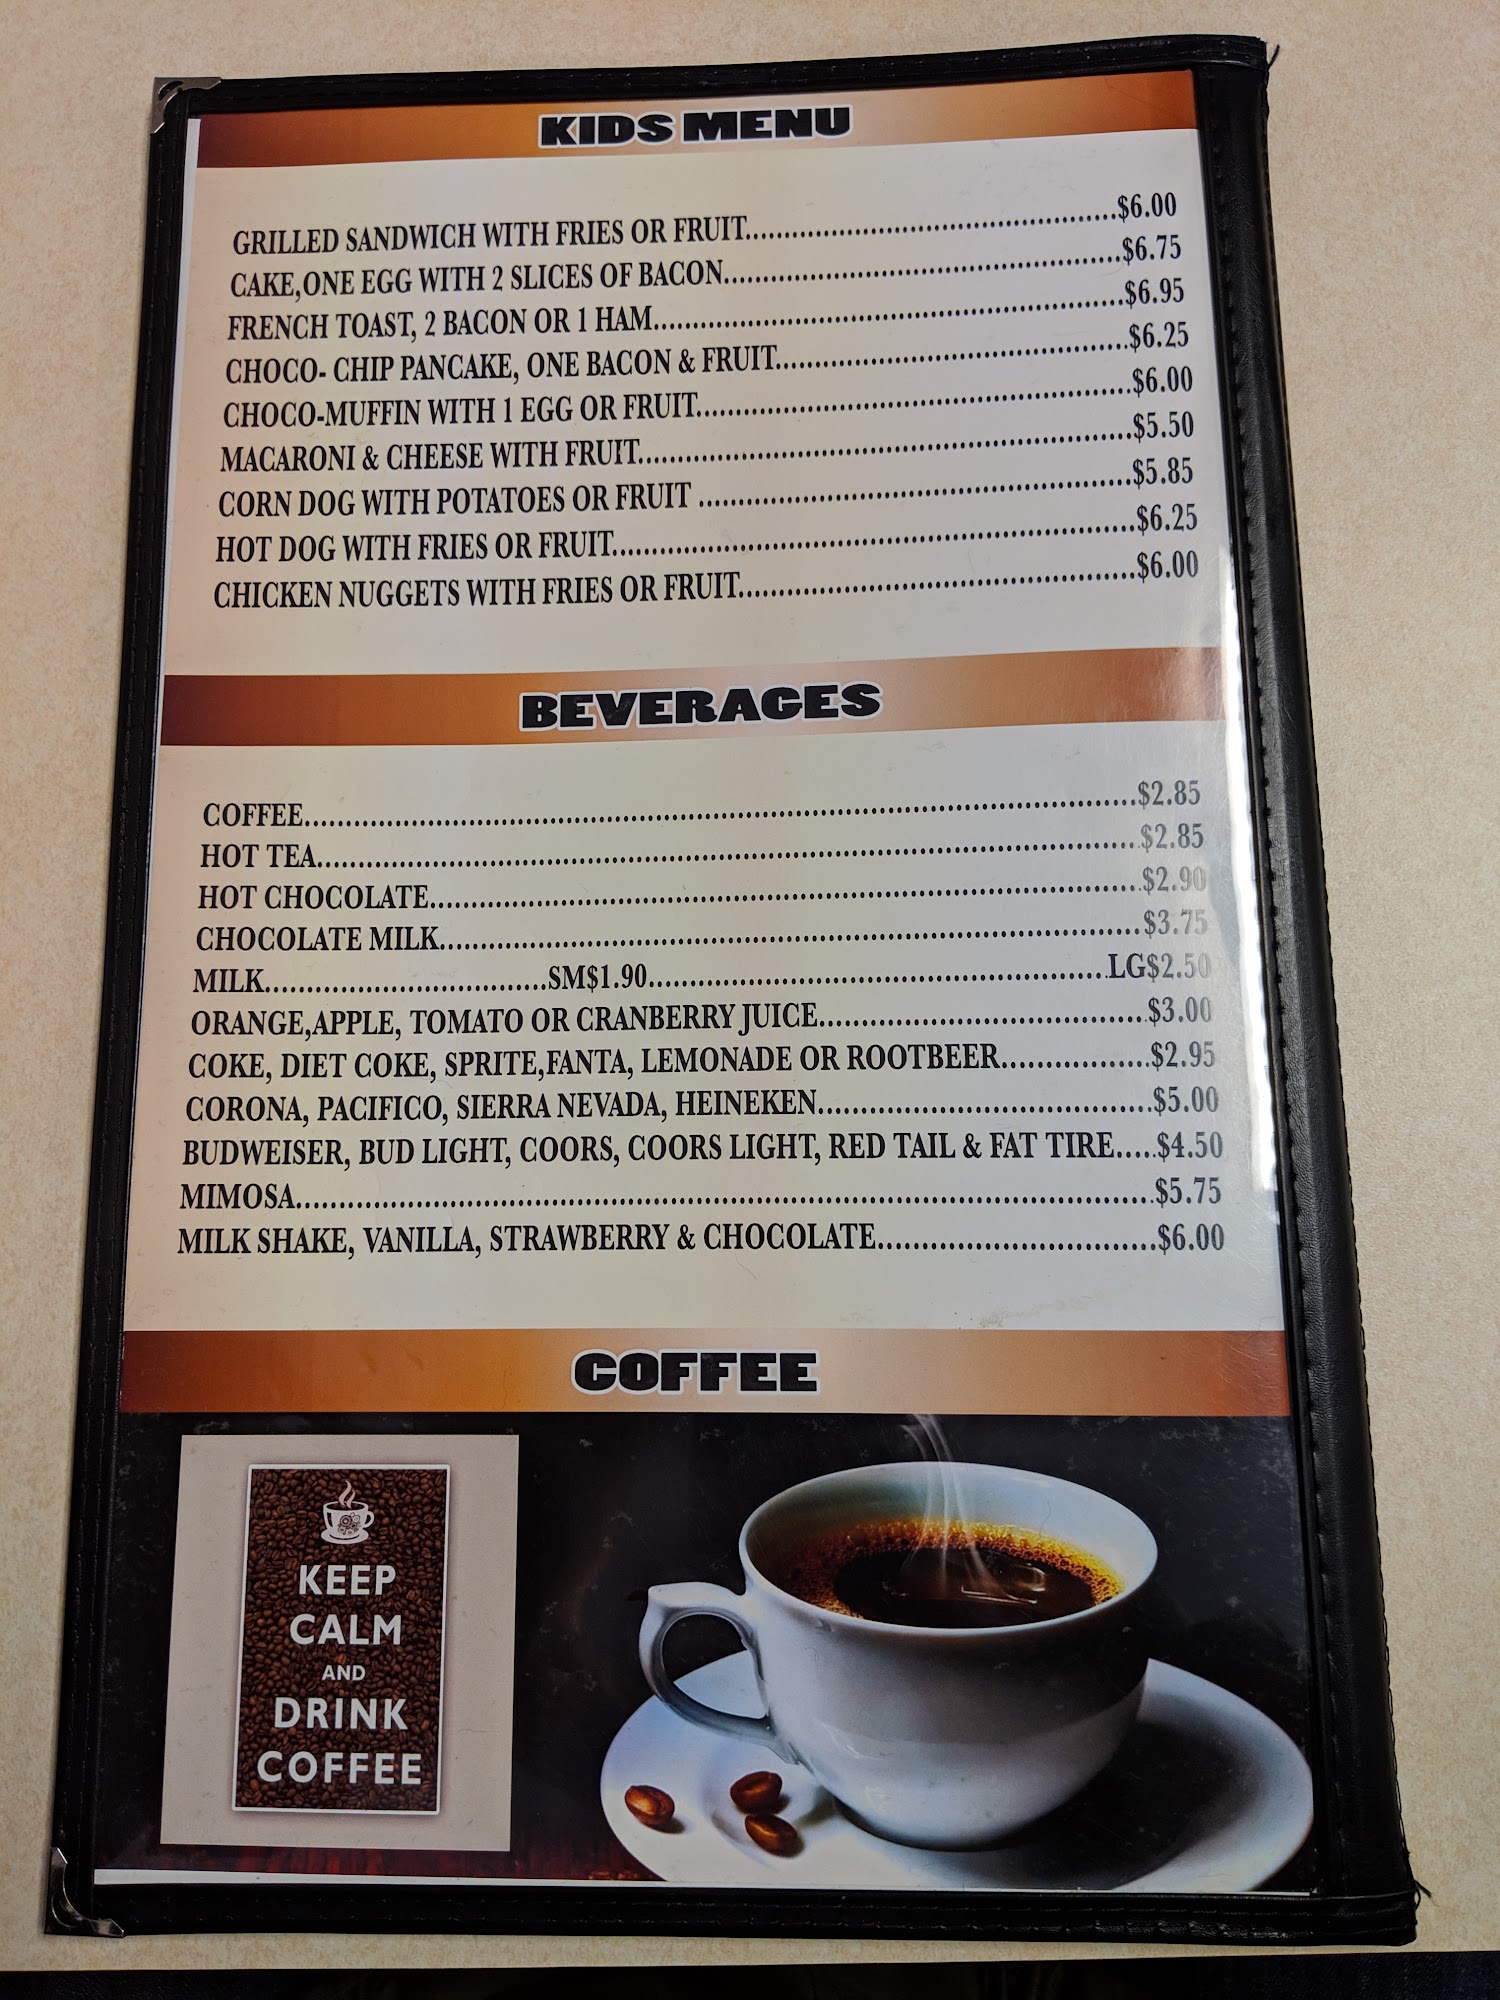 KIDS MENU
GRILLED SANDWICH WITH FRIES OR FRUIT..........$6.00
CAKE,ONE EGG WITH 2 SLICES OF BACON..........$6.75
FRENCH TOAST, 2 BACON OR 1 HAM..........$6.95
CHOCO- CHIP PANCAKE, ONE BACON & FRUIT..........$6.25
CHOCO-MUFFIN WITH 1 EGG OR FRUIT..........$6.00
MACARONI & CHEESE WITH FRUIT..........$5.50
CORN DOG WITH POTATOES OR FRUIT ..........$5.85
HOT DOG WITH FRIES OR FRUIT..........$6.25
CHICKEN NUGGETS WITH FRIES OR FRUIT..........$6.00
BEVERAGES
COFFEE..........$2.85
HOT TEA..........$2.85
HOT CHOCOLATE..........$2.90
CHOCOLATE MILK..........$3.75
MILK..........SM$1.90..........LG$2.50
ORANGE,APPLE, TOMATO OR CRANBERRY JUICE..........$3.00
COKE, DIET COKE, SPRITE,FANTA, LEMONADE OR ROOTBEER..........$2.95
CORONA, PACIFICO, SIERRA NEVADA, HEINEKEN..........$5.00
BUDWEISER, BUD LIGHT, COORS, COORS LIGHT, RED TAIL & FAT TIRE.....$4.50
MIMOSA..........$5.75
MILK SHAKE, VANILLA, STRAWBERRY & CHOCOLATE..........$6.00
COFFEE
KEEP
CALM
AND
DRINK
COFFEE